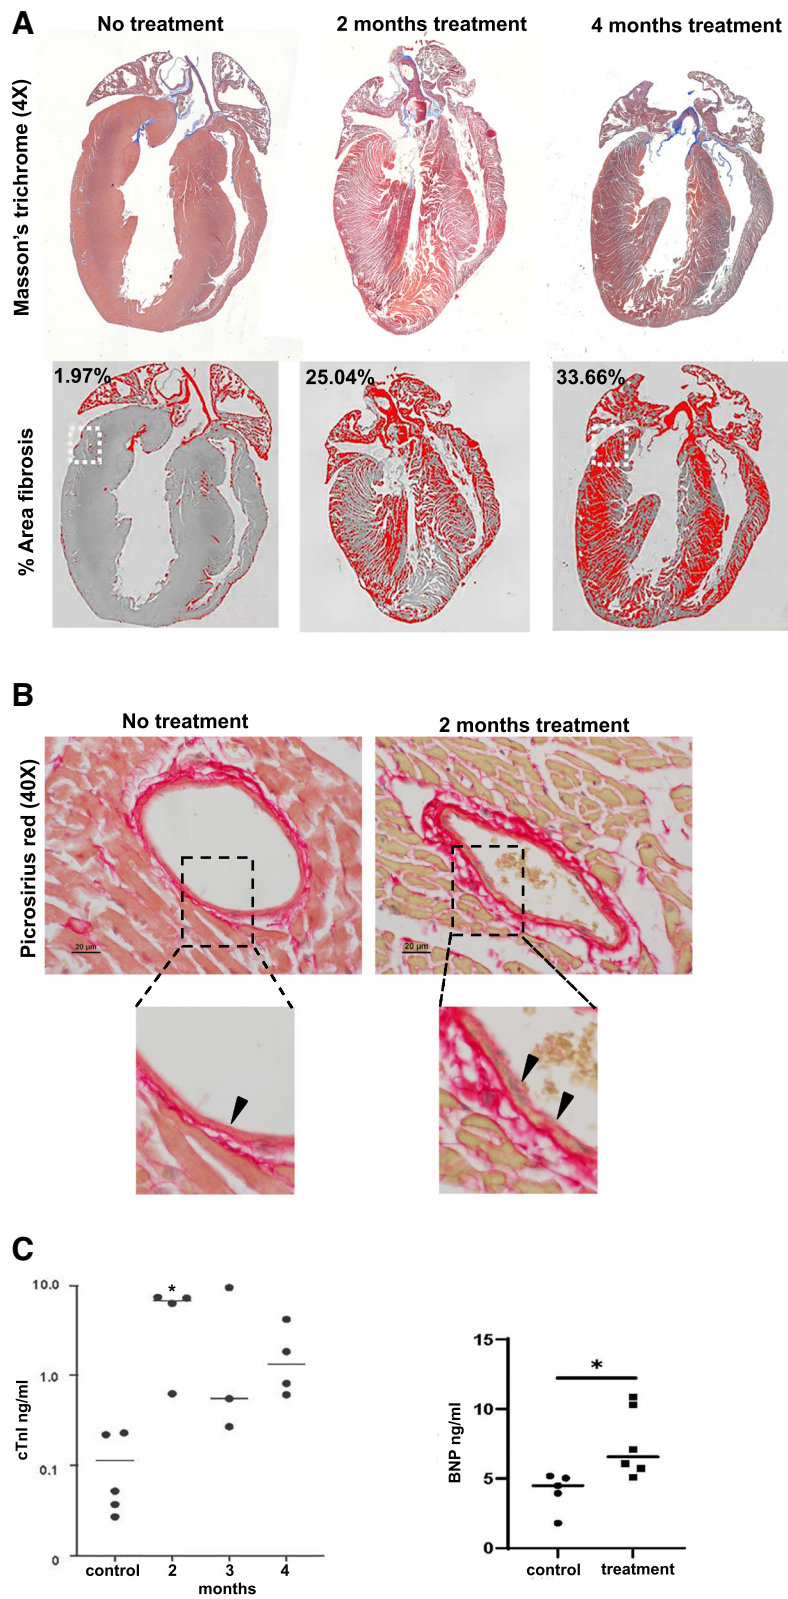 A
No treatment
2 months treatment
4 months treatment
Masson's trichrome (4X)
1.97%
25.04%
33.66%
% Area fibrosis
B
No treatment
2 months treatment
Picrosirius red (40X)
20 µm
20 µm
C
10.0
1.0
0.1
0
cTnI ng/ml
*
control
2
3
4
months
15
10
5
0
BNP ng/ml
*
control
treatment